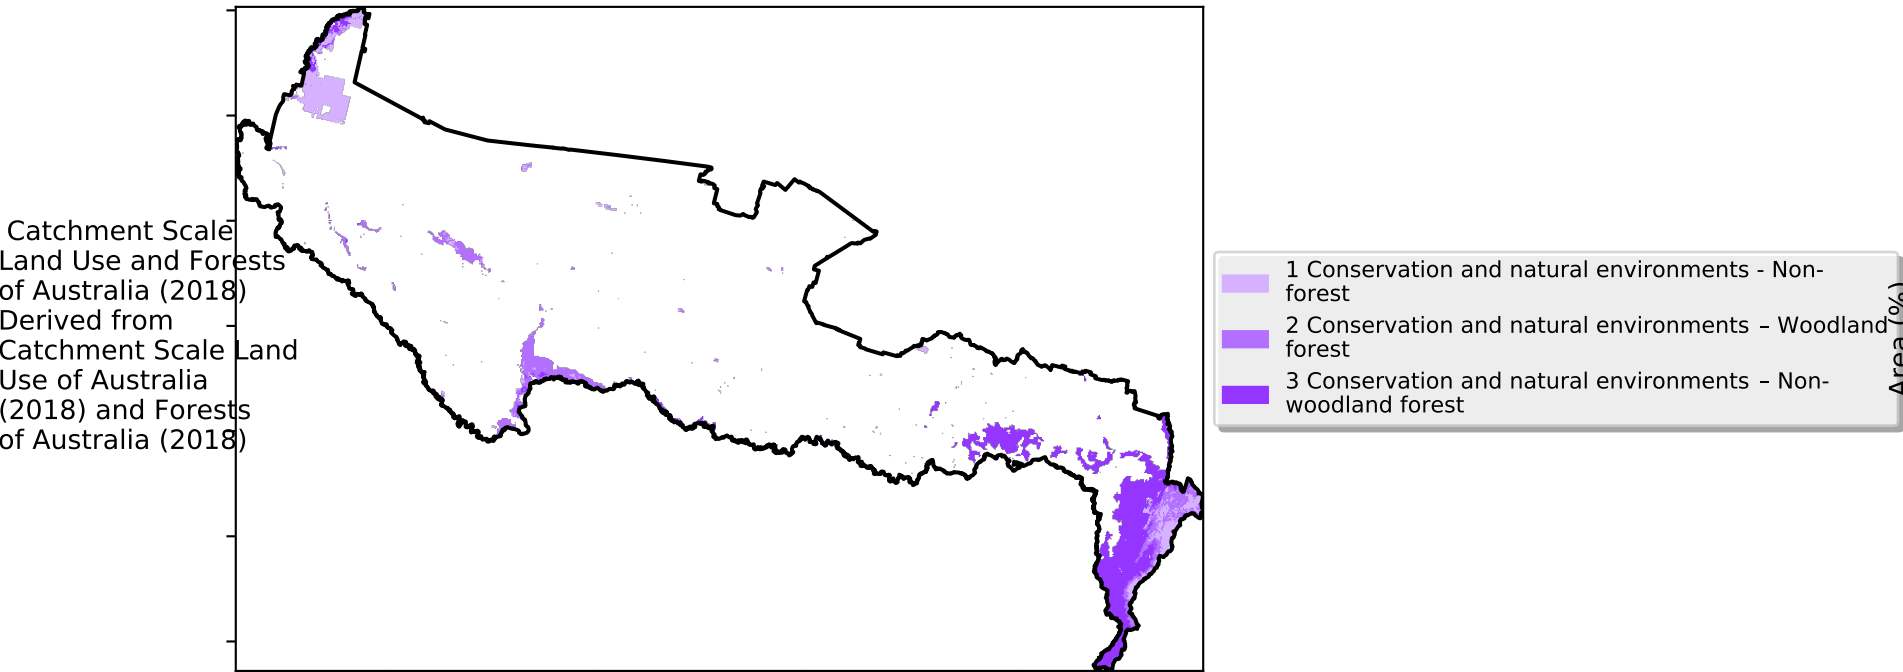 Catchment Scale
Land Use and Forests
of Australia (2018)
Derived from
Catchment Scale Land
Use of Australia
(2018) and Forests
of Australia (2018)
1 Conservation and natural environments - Non-
forest
2 Conservation and natural environments – Woodland
forest
3 Conservation and natural environments – Non-
woodland forest
Area (%)